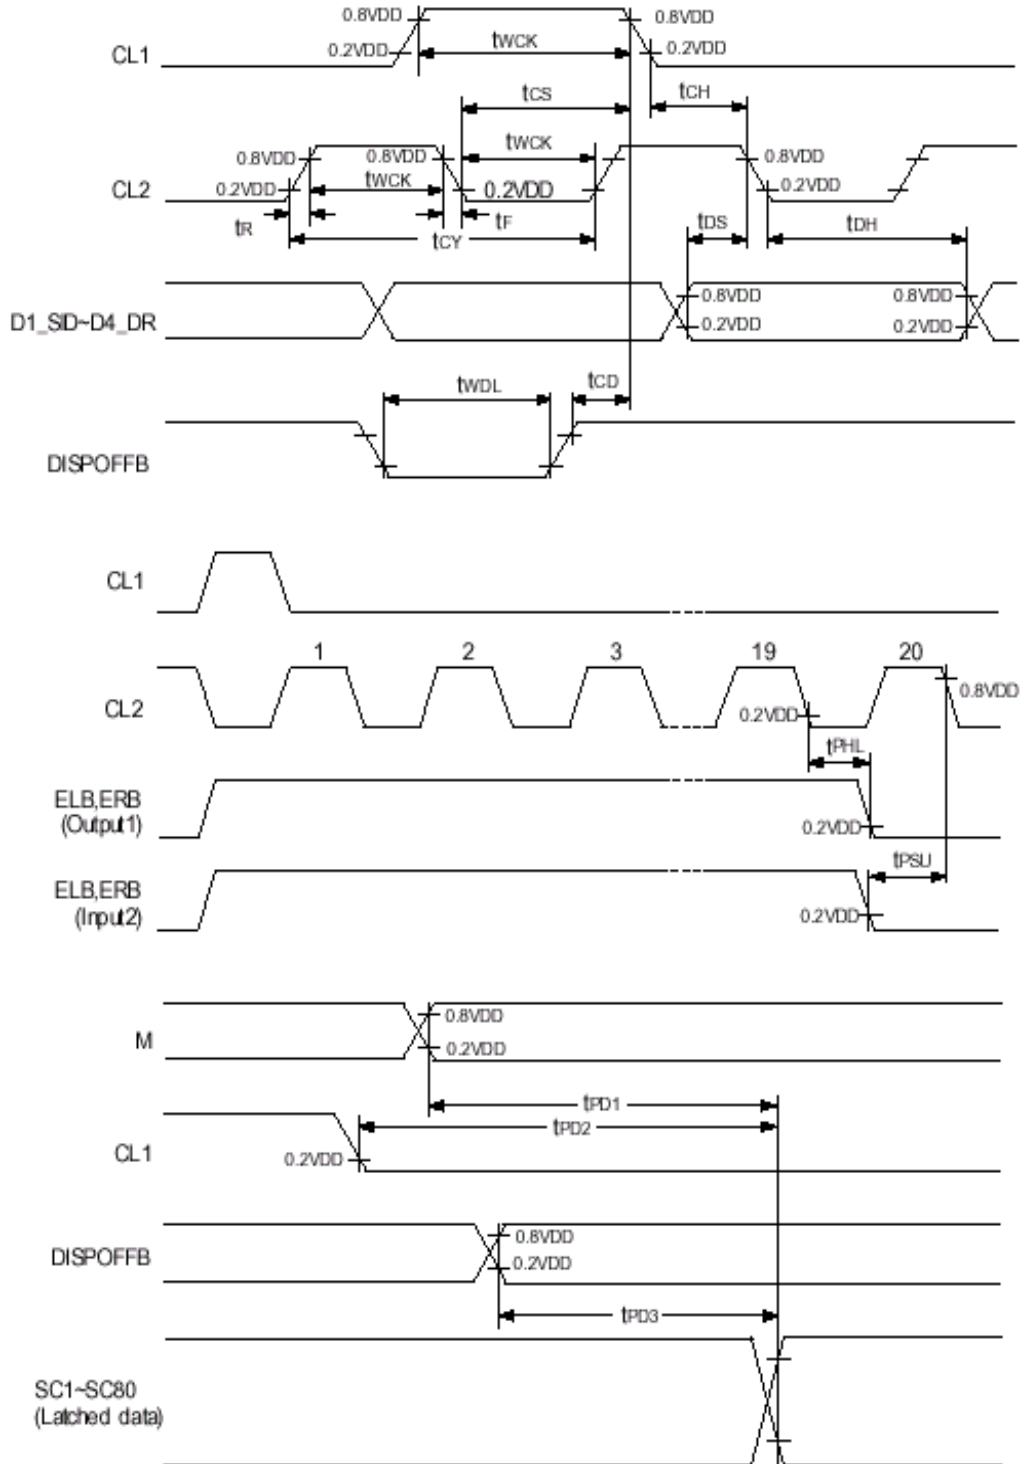 0.8VDD 0.8VDD
CL1 0.2VDD tWCK 0.2VDD
tCS tCH
0.8VDD 0.8VDD tWCK 0.8VDD
CL2 0.2VDD tWCK 0.2VDD 0.2VDD
tR tCY tF tDS tDH
D1_SID~D4_DR 0.8VDD 0.8VDD
0.2VDD 0.2VDD
tWDL tCD
DISPOFFB
CL1
1 2 3 19 20
CL2 0.2VDD 0.8VDD
tPHL
ELB,ERB
(Output1) 0.2VDD
tPSU
ELB,ERB
(Input2) 0.2VDD
M 0.8VDD
0.2VDD
tPD1
tPD2
CL1 0.2VDD
DISPOFFB 0.8VDD
0.2VDD
tPD3
SC1~SC80
(Latched data)